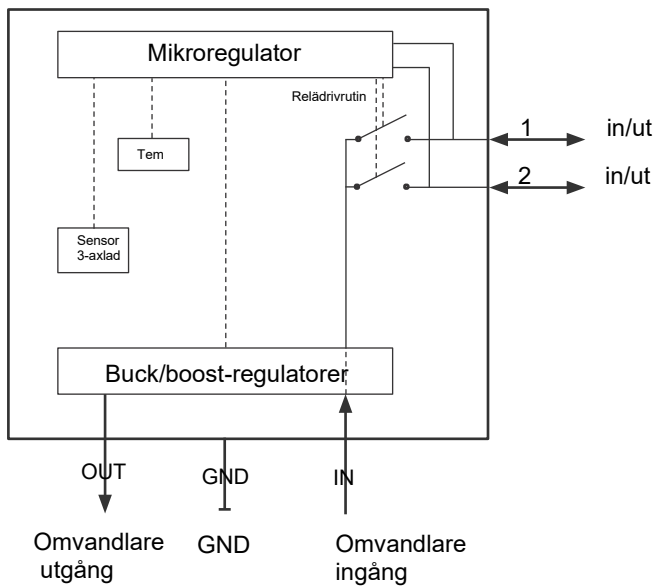 Mikroregulator
Relädrivrutin
1
in/ut
Tem
2
in/ut
Sensor
3-axlad
Buck/boost-regulatorer
OUT
GND
IN
Omvandlare
utgång
GND
Omvandlare
ingång